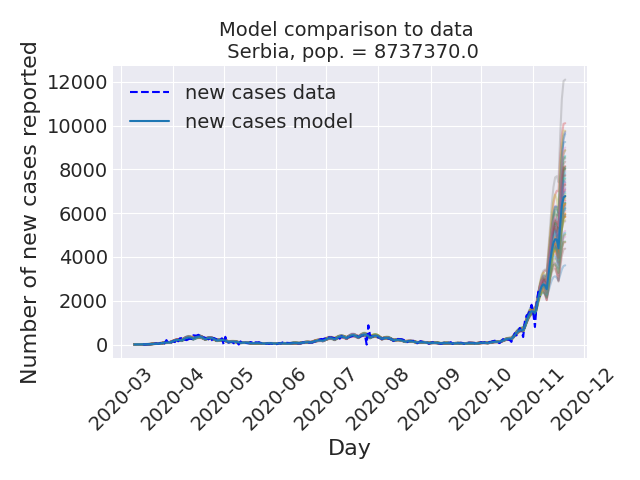 Model comparison to data
Serbia, pop. = 8737370.0
Number of new cases reported
12000
10000
8000
6000
4000
2000
0
new cases data
new cases model
2020-03
2020-04
2020-05
2020-06
2020-07
2020-08
2020-09
2020-10
2020-11
2020-12
Day